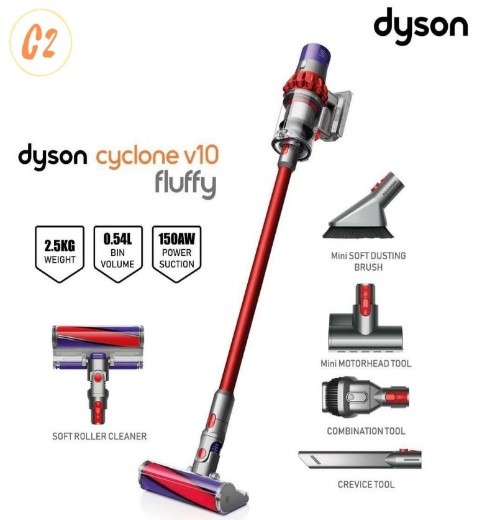 C2
dyson
dyson cyclone v10
fluffy
2.5KG
WEIGHT
0.54L
BIN
VOLUME
150AW
POWER
SUCTION
Mini SOFT DUSTING
BRUSH
Mini MOTORHEAD TOOL
COMBINATION TOOL
CREVICE TOOL
SOFT ROLLER CLEANER